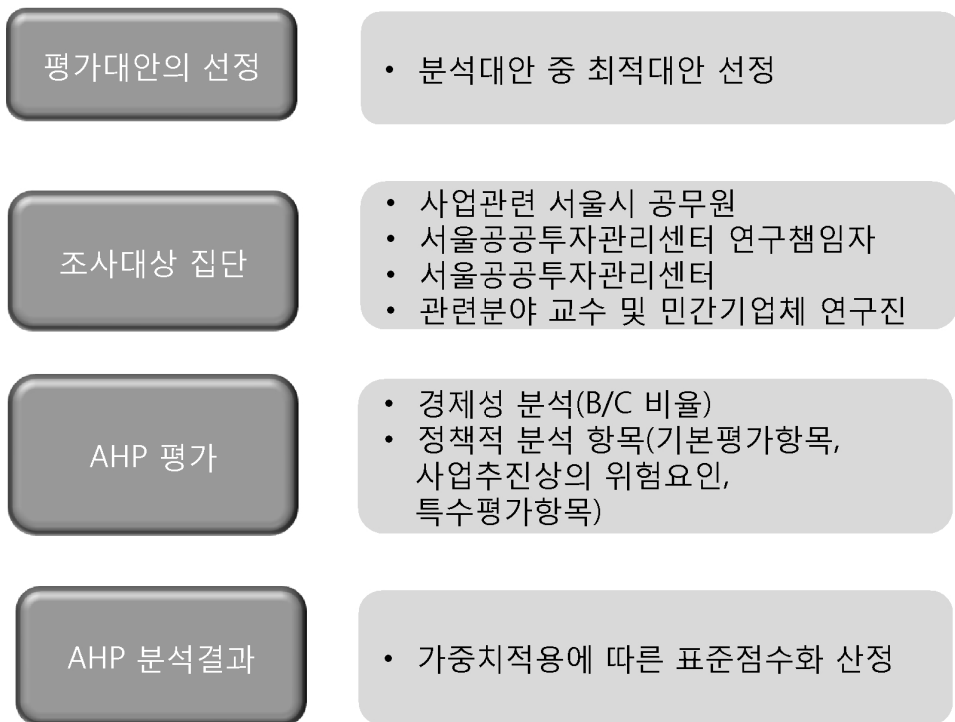 평가대안의 선정
• 분석대안 중 최적대안 선정
조사대상 집단
• 사업관련 서울시 공무원
• 서울공공투자관리센터 연구책임자
• 서울공공투자관리센터
• 관련분야 교수 및 민간기업체 연구진
AHP 평가
• 경제성 분석(B/C 비율)
• 정책적 분석 항목(기본평가항목,
사업추진상의 위험요인,
특수평가항목)
AHP 분석결과
• 가중치적용에 따른 표준점수화 산정